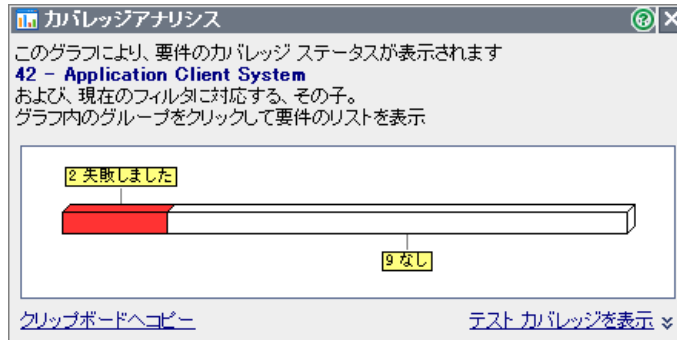 カバレッジアナリシス
このグラフにより、要件のカバレッジ ステータスが表示されます
42 - Application Client System
および、現在のフィルタに対応する、その子。
グラフ内のグループをクリックして要件のリストを表示
2 失敗しました
9 なし
クリップボードへコピー
テスト カバレッジを表示